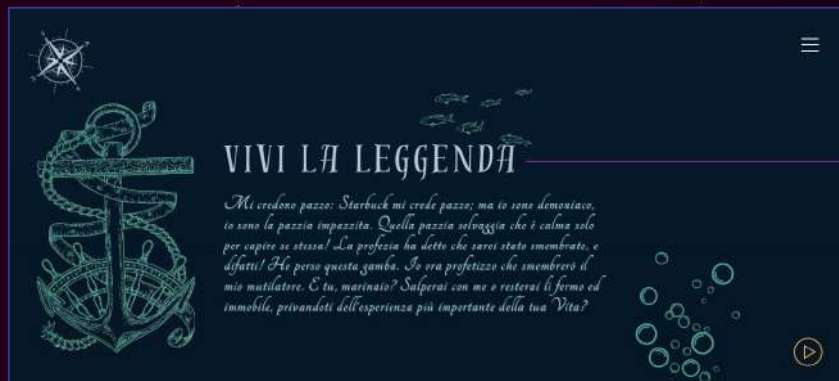 VIVI LA LEGGENDA
Mi credono pazzo: Starbuck mi crede pazzo; ma io sono demoniaco,
io sono la pazzia impazzita. Quella pazzia selvaggia che è calma solo
per capire se stessa! La profezia ha detto che sarei stato smembrato, e
difatti! Ho perso questa gamba. Io ora profetizzo che smembrerò il
mio mutilatore. E tu, marinaio? Salperai con me o resterai lì fermo ed
immobile, privandoti dell'esperienza più importante della tua Vita?